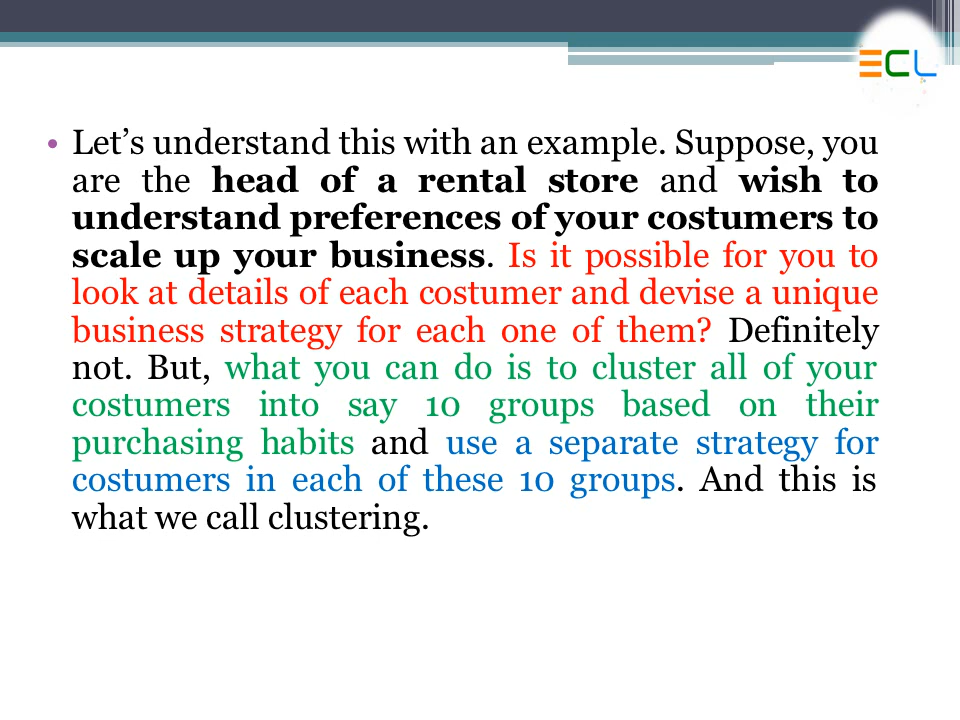 ECL
• Let’s understand this with an example. Suppose, you
are the head of a rental store and wish to
understand preferences of your costumers to
scale up your business. Is it possible for you to
look at details of each costumer and devise a unique
business strategy for each one of them? Definitely
not. But, what you can do is to cluster all of your
costumers into say 10 groups based on their
purchasing habits and use a separate strategy for
costumers in each of these 10 groups. And this is
what we call clustering.